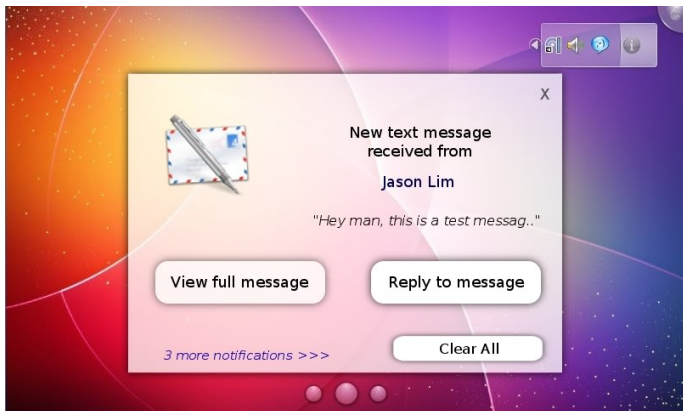 X
New text message
received from
Jason Lim
"Hey man, this is a test messag.."
View full message
Reply to message
3 more notifications >>>
Clear All